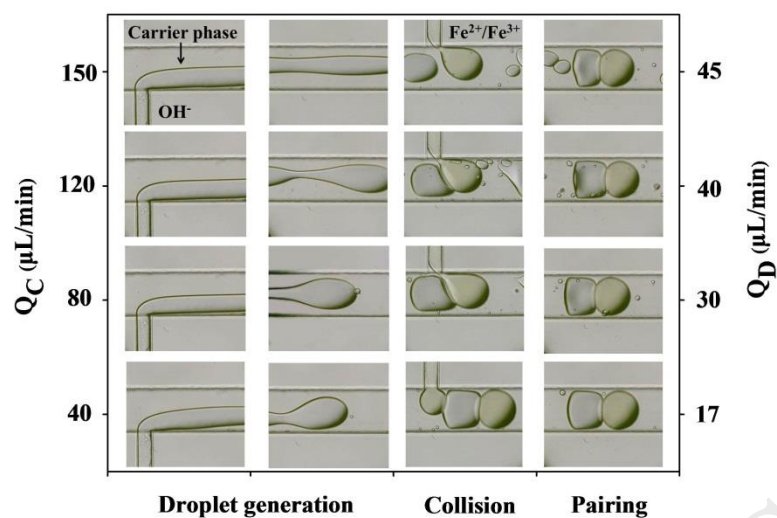 Carrier phase
OH⁻
Fe²⁺/Fe³⁺
150
120
80
40
Q_C (μL/min)
45
40
30
17
Q_D (μL/min)
Droplet generation
Collision
Pairing